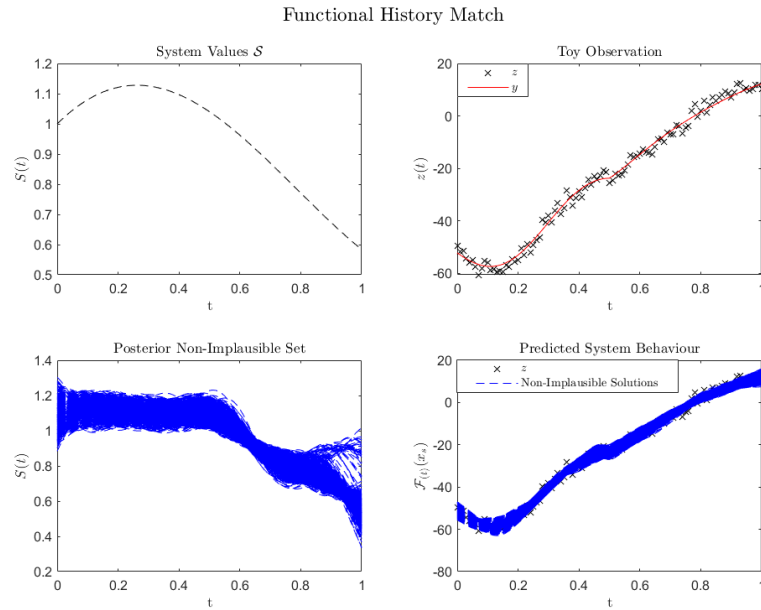 Functional History Match
System Values 𝒮
1.2
1.1
1
0.9
0.8
0.7
0.6
0.5
S(t)
0
0.2
0.4
0.6
0.8
1
t
Toy Observation
z
y
20
0
-20
-40
-60
z(t)
0
0.2
0.4
0.6
0.8
1
t
Posterior Non-Implausible Set
1.4
1.2
1
0.8
0.6
0.4
0.2
S(t)
0
0.2
0.4
0.6
0.8
1
t
Predicted System Behaviour
z
Non-Implausible Solutions
20
0
-20
-40
-60
-80
ℱ(t)(xs)
0
0.2
0.4
0.6
0.8
1
t